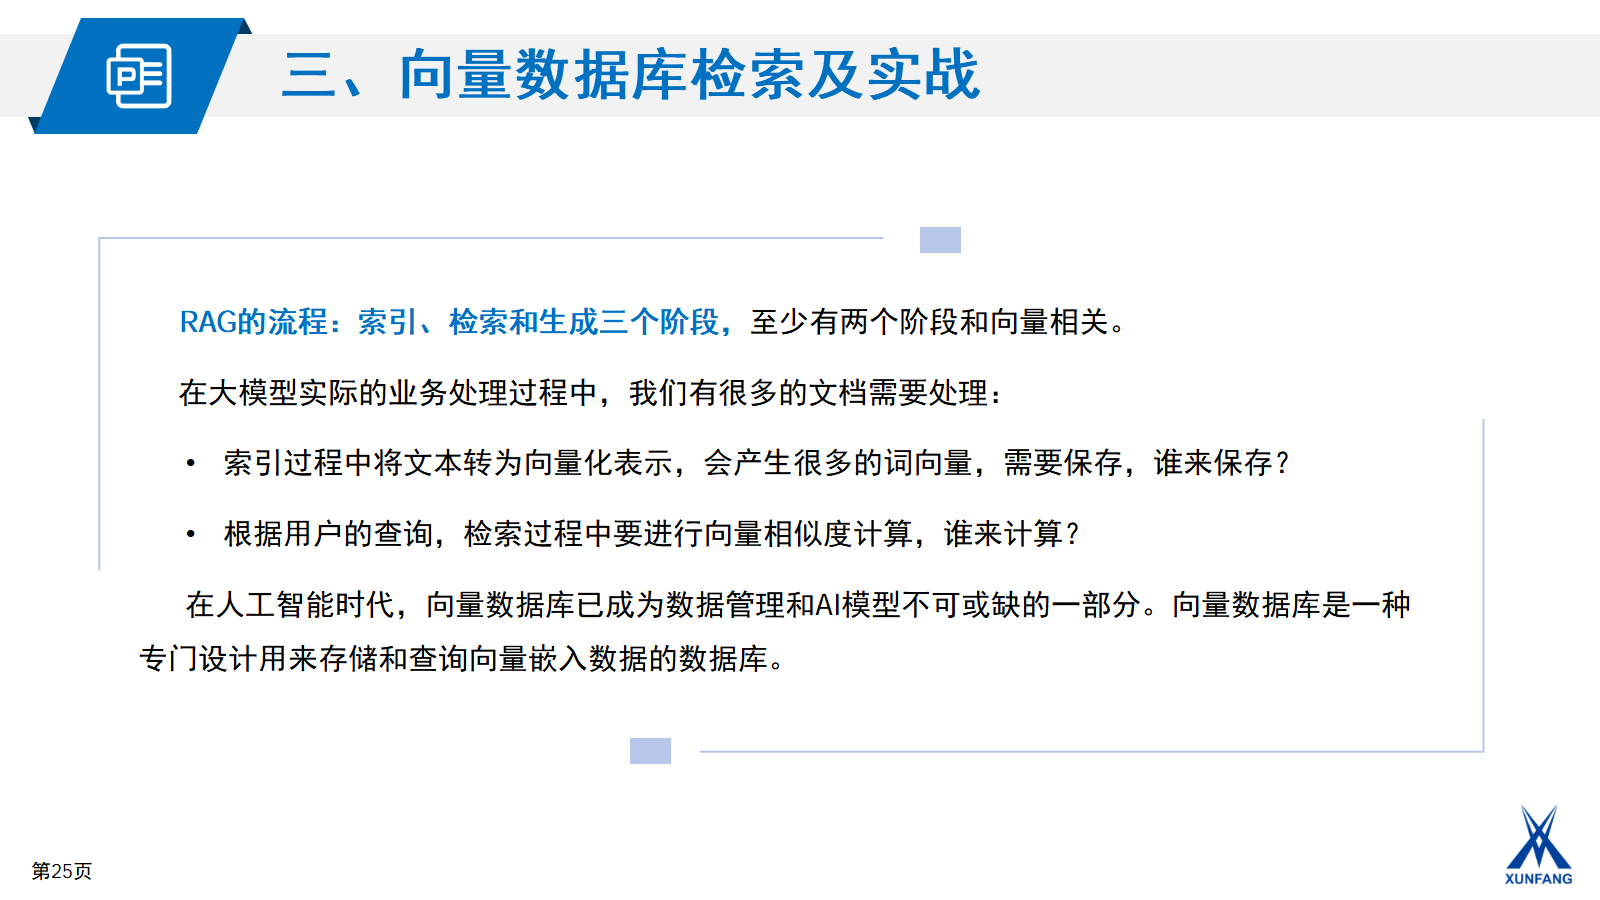 三、向量数据库检索及实战
RAG的流程：索引、检索和生成三个阶段，至少有两个阶段和向量相关。
在大模型实际的业务处理过程中，我们有很多的文档需要处理：
• 索引过程中将文本转为向量化表示，会产生很多的词向量，需要保存，谁来保存？
• 根据用户的查询，检索过程中要进行向量相似度计算，谁来计算？
在人工智能时代，向量数据库已成为数据管理和AI模型不可或缺的一部分。向量数据库是一种
专门设计用来存储和查询向量嵌入数据的数据库。
第25页
XUNFANG